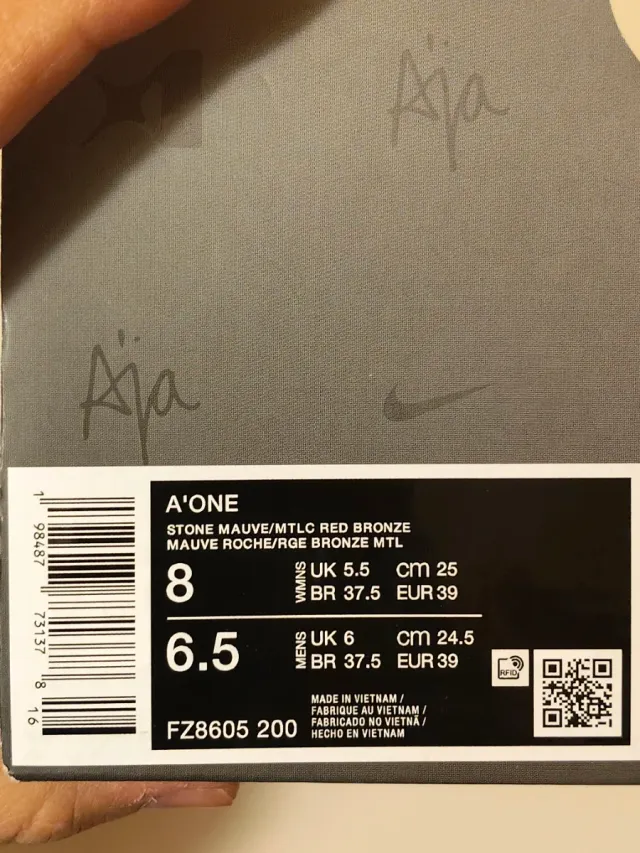 A'ja
A'ja
A'ONE
STONE MAUVE/MTLC RED BRONZE
MAUVE ROCHE/RGE BRONZE MTL
8
WMNS
UK 5.5 cm 25
BR 37.5 EUR 39
6.5
MENS
UK 6 cm 24.5
BR 37.5 EUR 39
FZ8605 200
MADE IN VIETNAM /
FABRIQUE AU VIETNAM /
FABRICADO NO VIETNÃ /
HECHO EN VIETNAM
RFID
1 98487 73137 8 16